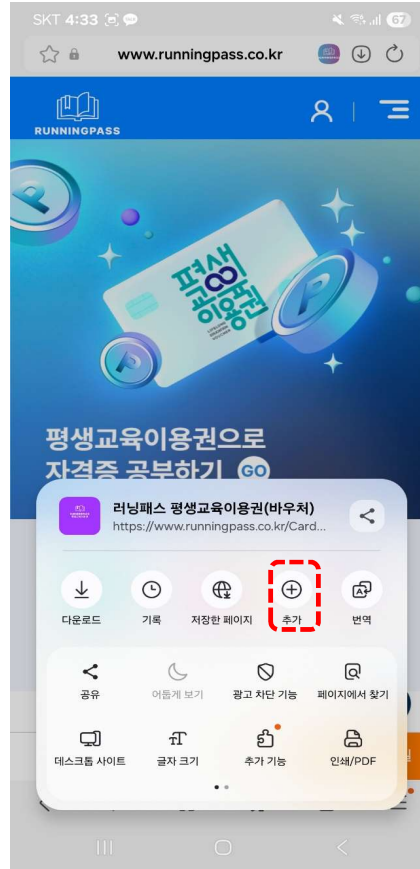 SKT 4:33
67
www.runningpass.co.kr
RUNNINGPASS
평생
이용권
평생교육이용권으로
자격증 공부하기 GO
러닝패스 평생교육이용권(바우처)
https://www.runningpass.co.kr/Card...
다운로드 기록 저장한 페이지 추가 번역
공유 어둡게 보기 광고 차단 기능 페이지에서 찾기
데스크톱 사이트 글자 크기 추가 기능 인쇄/PDF